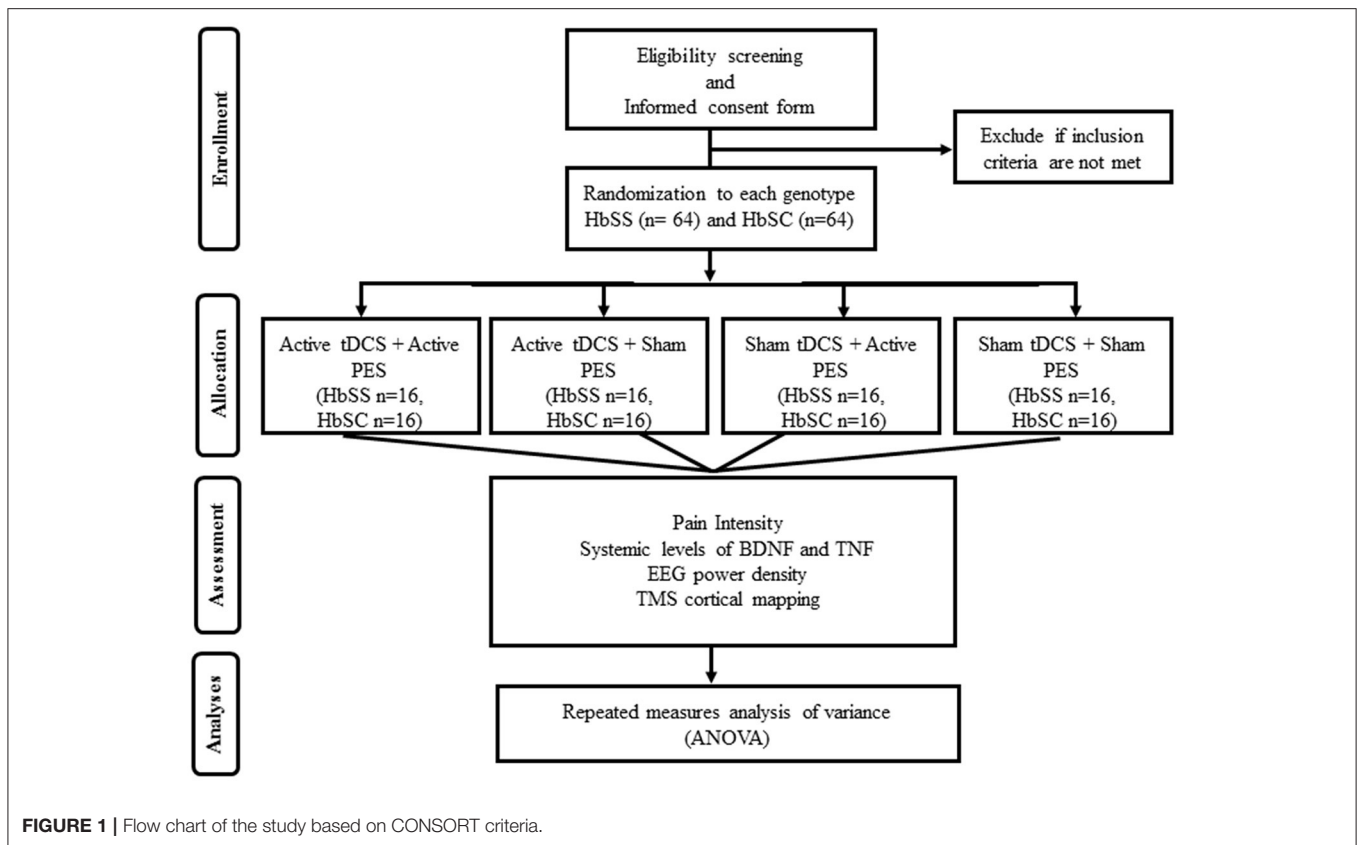 Enrollment
Eligibility screening
and
Informed consent form
Exclude if inclusion
criteria are not met
Randomization to each genotype
HbSS (n= 64) and HbSC (n=64)
Allocation
Active tDCS + Active
PES
(HbSS n=16,
HbSC n=16)
Active tDCS + Sham
PES
(HbSS n=16,
HbSC n=16)
Sham tDCS + Active
PES
(HbSS n=16,
HbSC n=16)
Sham tDCS + Sham
PES
(HbSS n=16,
HbSC n=16)
Assessment
Pain Intensity
Systemic levels of BDNF and TNF
EEG power density
TMS cortical mapping
Analyses
Repeated measures analysis of variance
(ANOVA)
FIGURE 1 | Flow chart of the study based on CONSORT criteria.